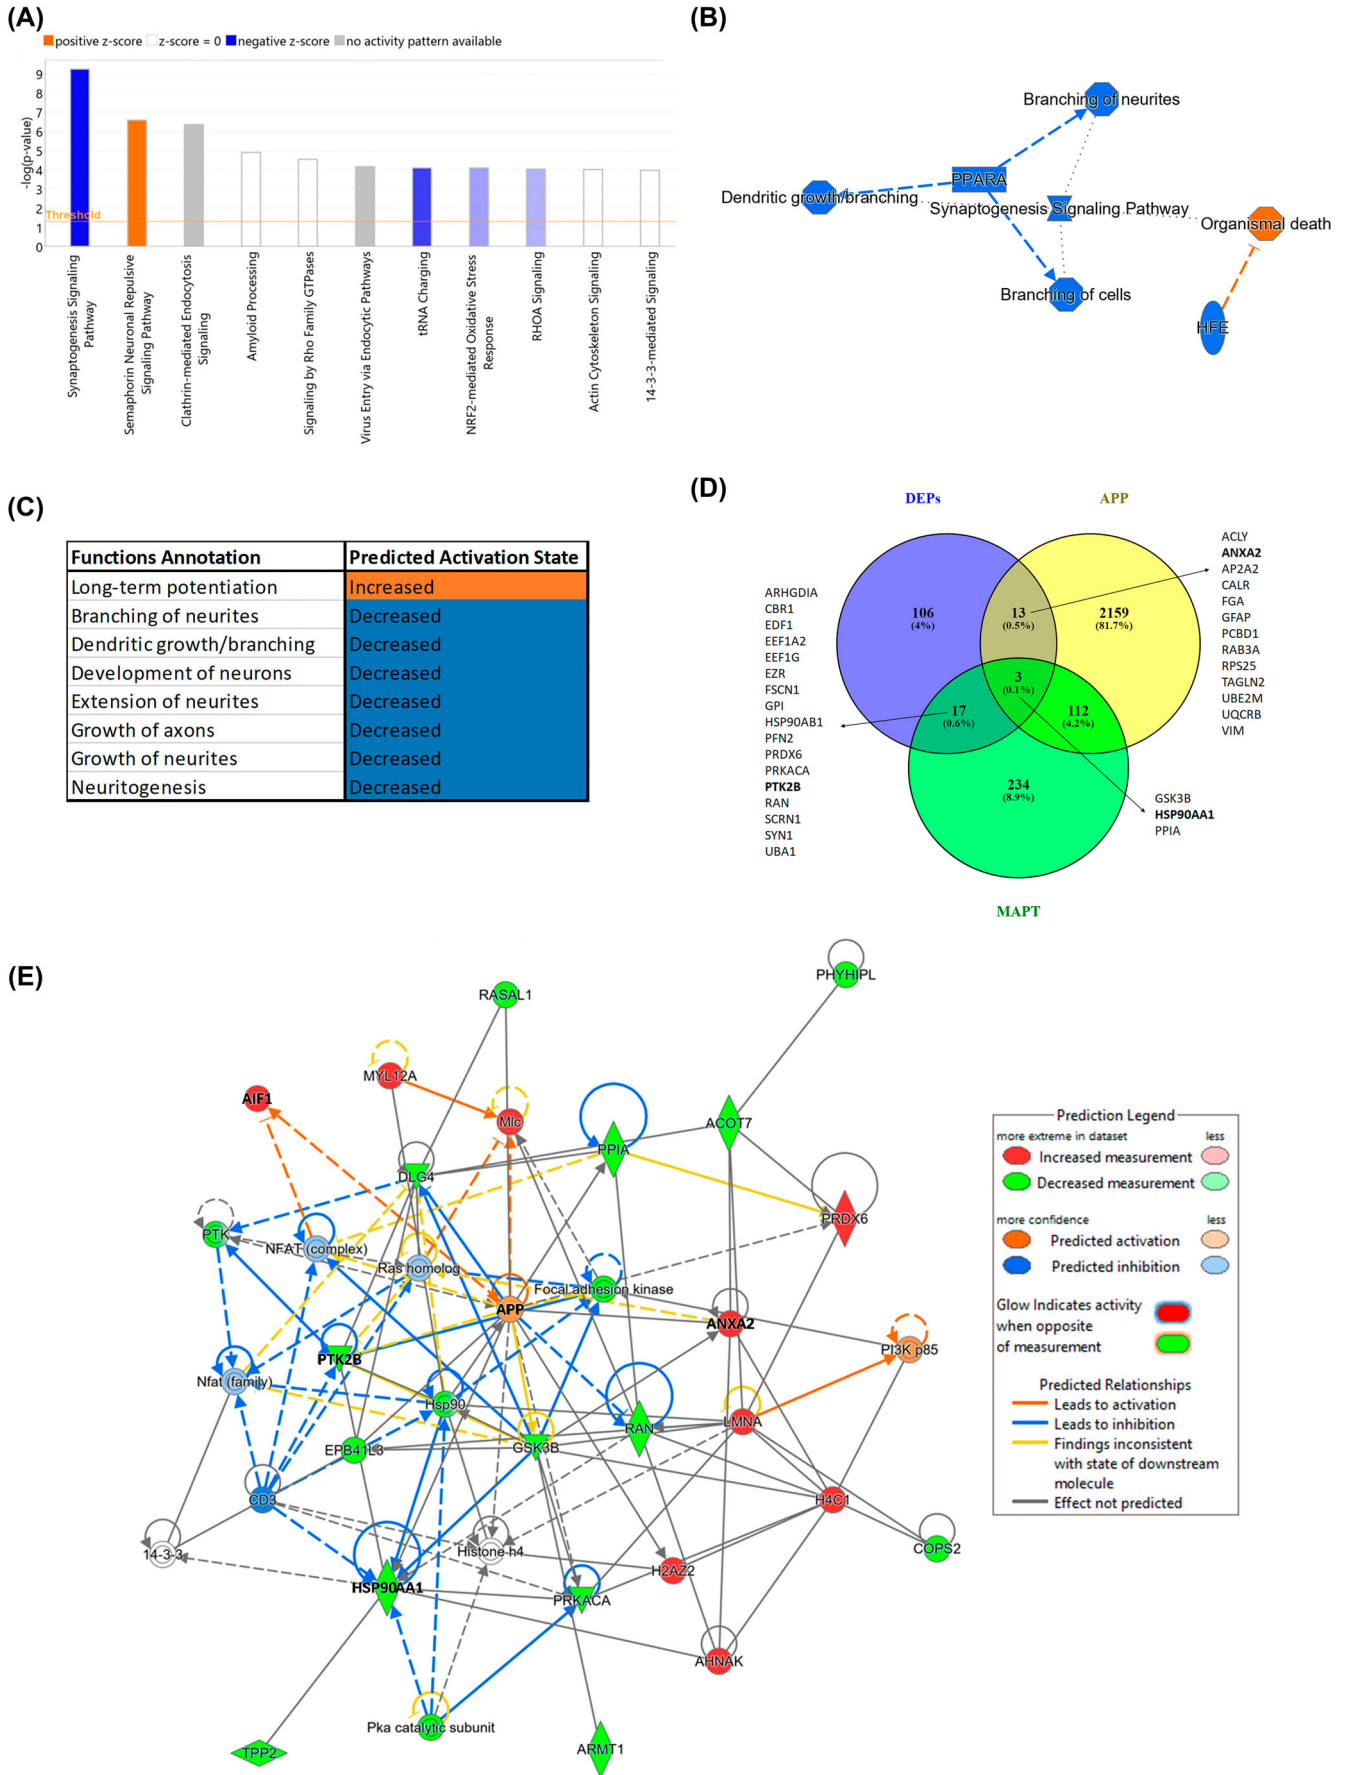 (A)
positive z-score
z-score = 0
negative z-score
no activity pattern available
-log(p-value)
9
8
7
6
5
4
3
2
1
0
Threshold
Synaptogenesis Signaling
Pathway
Semaphorin Neuronal Repulsive
Signaling Pathway
Clathrin-mediated Endocytosis
Signaling
Amyloid Processing
Signaling by Rho Family GTPases
Virus Entry via Endocytic Pathways
tRNA Charging
NRF2-mediated Oxidative Stress
Response
RHOA Signaling
Actin Cytoskeleton Signaling
14-3-3-mediated Signaling
(B)
Branching of neurites
PPARA
Dendritic growth/branching
Synaptogenesis Signaling Pathway
Organismal death
Branching of cells
HFE
(C)
Functions Annotation Predicted Activation State
Long-term potentiation Increased
Branching of neurites Decreased
Dendritic growth/branching Decreased
Development of neurons Decreased
Extension of neurites Decreased
Growth of axons Decreased
Growth of neurites Decreased
Neuritogenesis Decreased
(D)
DEPs
APP
MAPT
106
(4%)
13
(0.5%)
2159
(81.7%)
3
(0.1%)
17
(0.6%)
112
(4.2%)
234
(8.9%)
ARHGDIA
CBR1
EDF1
EEF1A2
EEF1G
EZR
FSCN1
GPI
HSP90AB1
PFN2
PRDX6
PRKACA
PTK2B
RAN
SCRN1
SYN1
UBA1
ACLY
ANXA2
AP2A2
CALR
FGA
GFAP
PCBD1
RAB3A
RPS25
TAGLN2
UBE2M
UQCRB
VIM
GSK3B
HSP90AA1
PPIA
(E)
PHYHIPL
RASAL1
MYL12A
AIF1
Mlc
ACOT7
PPIA
DLG4
PRDX6
PTK
NFAT (complex)
Ras homolog
Focal adhesion kinase
APP
ANXA2
PI3K p85
PTK2B
Nfat (family)
Hsp90
RAN
LMNA
EPB41L3
GSK3B
CD3
H4C1
14-3-3
Histone h4
COPS2
H2AZ2
HSP90AA1
PRKACA
AHNAK
Pka catalytic subunit
TPP2
ARMT1
Prediction Legend
more extreme in dataset less
Increased measurement
Decreased measurement
more confidence less
Predicted activation
Predicted inhibition
Glow Indicates activity
when opposite
of measurement
Predicted Relationships
Leads to activation
Leads to inhibition
Findings inconsistent
with state of downstream
molecule
Effect not predicted